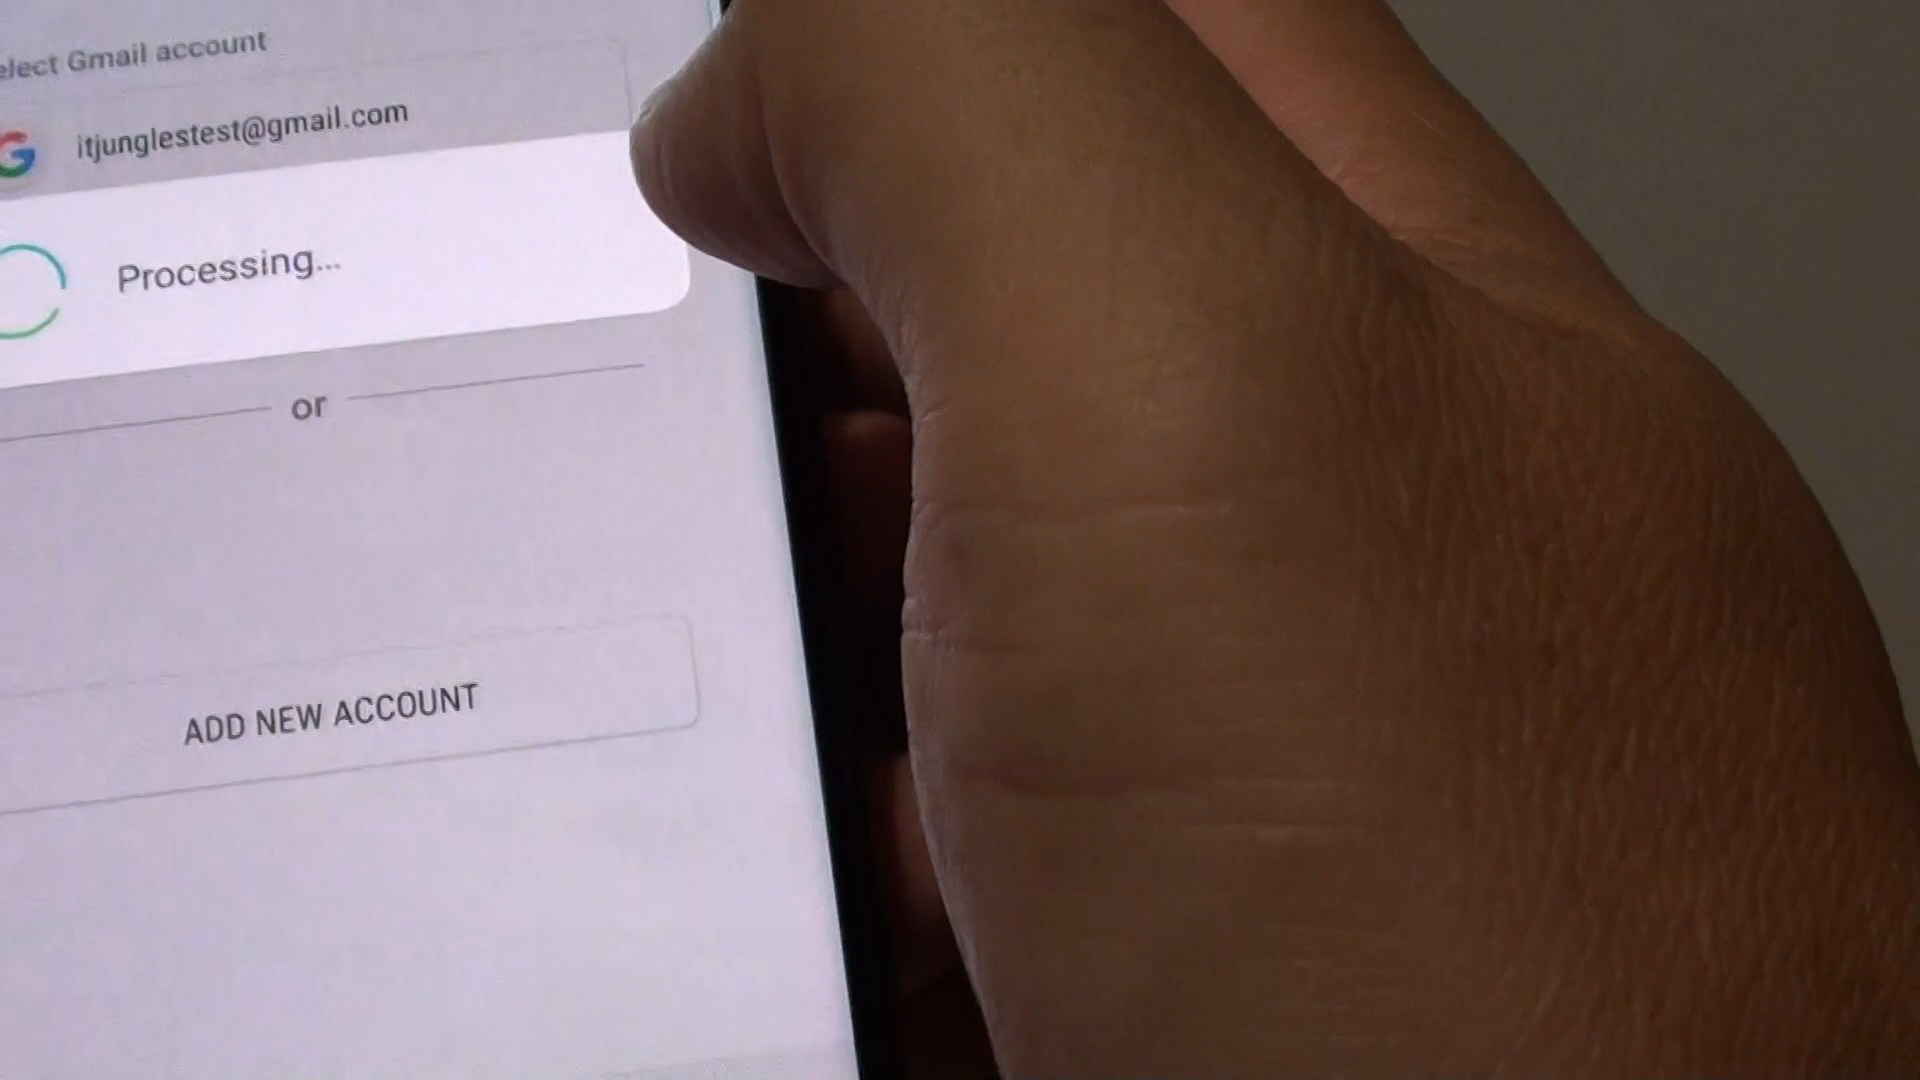 elect Gmail account
itjunglestest@gmail.com
Processing...
or
ADD NEW ACCOUNT